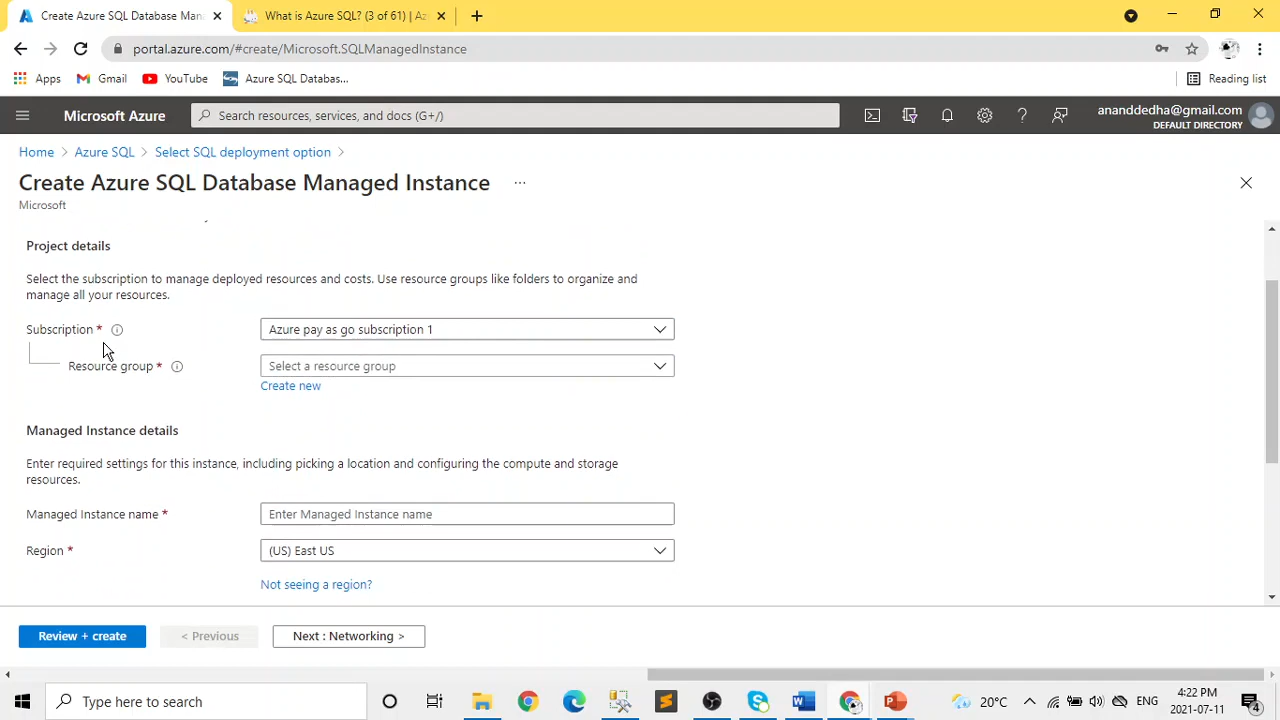 Create Azure SQL Database Mana
What is Azure SQL? (3 of 61) | Az
portal.azure.com/#create/Microsoft.SQLManagedInstance
Apps
Gmail
YouTube
Azure SQL Databas...
Reading list
Microsoft Azure
Search resources, services, and docs (G+/)
ananddedha@gmail.com
DEFAULT DIRECTORY
Home > Azure SQL > Select SQL deployment option >
Create Azure SQL Database Managed Instance ...
Microsoft
Project details
Select the subscription to manage deployed resources and costs. Use resource groups like folders to organize and
manage all your resources.
Subscription *
Azure pay as go subscription 1
Resource group *
Select a resource group
Create new
Managed Instance details
Enter required settings for this instance, including picking a location and configuring the compute and storage
resources.
Managed Instance name *
Enter Managed Instance name
Region *
(US) East US
Not seeing a region?
Review + create
< Previous
Next : Networking >
Type here to search
20°C
ENG
4:22 PM
2021-07-11
4